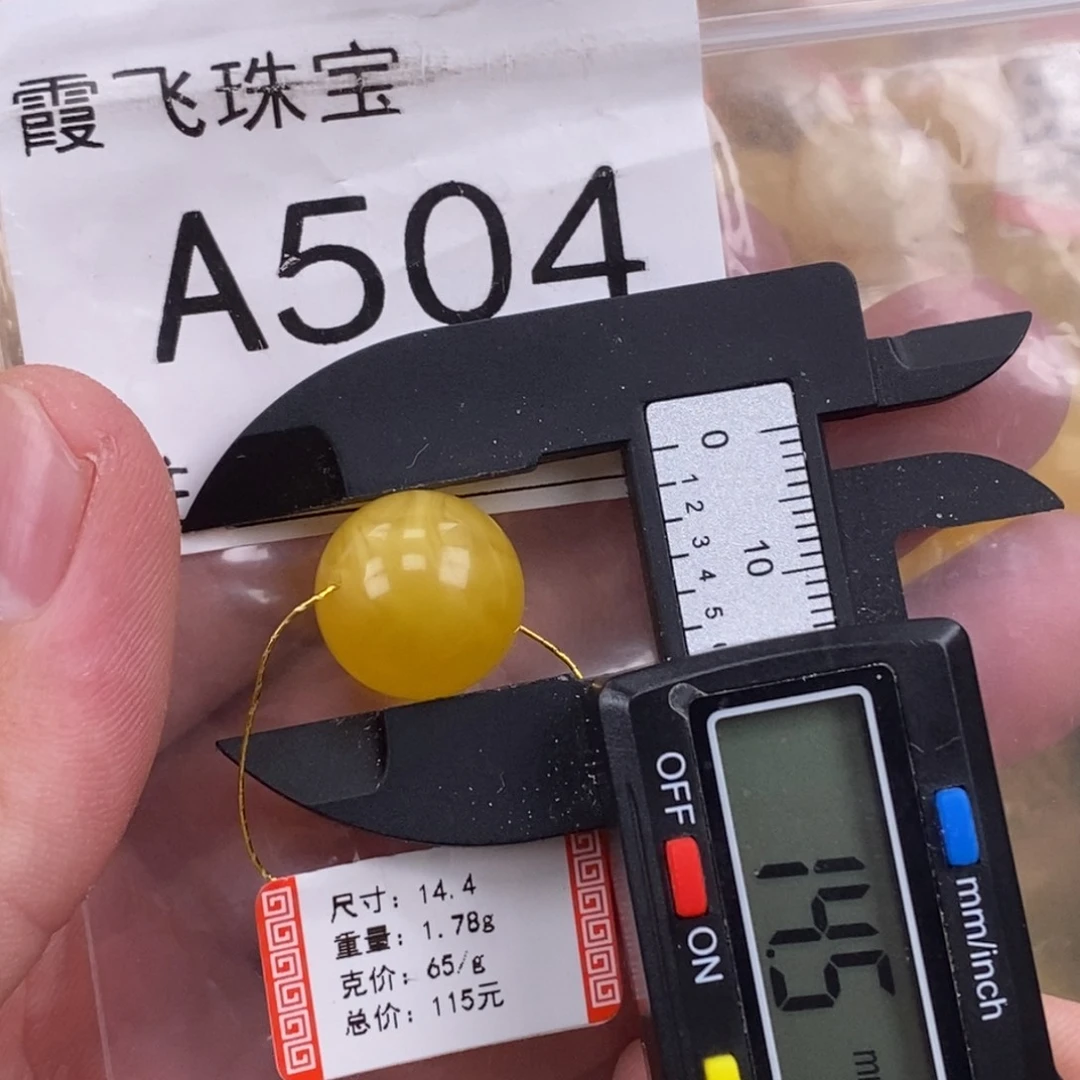 霞飞珠宝
A504
0
1
2
3
4
5
10
OFF
ON
mm/inch
14.5
尺寸：14.4
重量：1.78g
克价：65/g
总价：115元